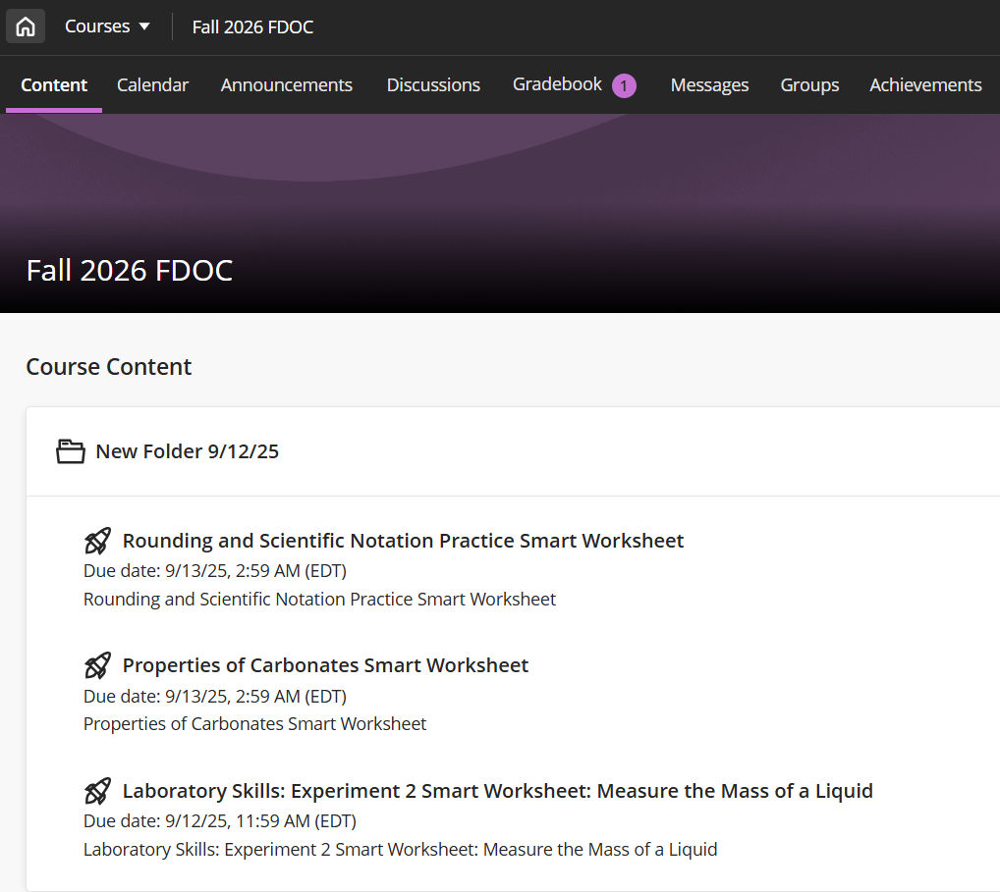 Courses
Fall 2026 FDOC
Content
Calendar
Announcements
Discussions
Gradebook
1
Messages
Groups
Achievements
Fall 2026 FDOC
Course Content
New Folder 9/12/25
Rounding and Scientific Notation Practice Smart Worksheet
Due date: 9/13/25, 2:59 AM (EDT)
Rounding and Scientific Notation Practice Smart Worksheet
Properties of Carbonates Smart Worksheet
Due date: 9/13/25, 2:59 AM (EDT)
Properties of Carbonates Smart Worksheet
Laboratory Skills: Experiment 2 Smart Worksheet: Measure the Mass of a Liquid
Due date: 9/12/25, 11:59 AM (EDT)
Laboratory Skills: Experiment 2 Smart Worksheet: Measure the Mass of a Liquid